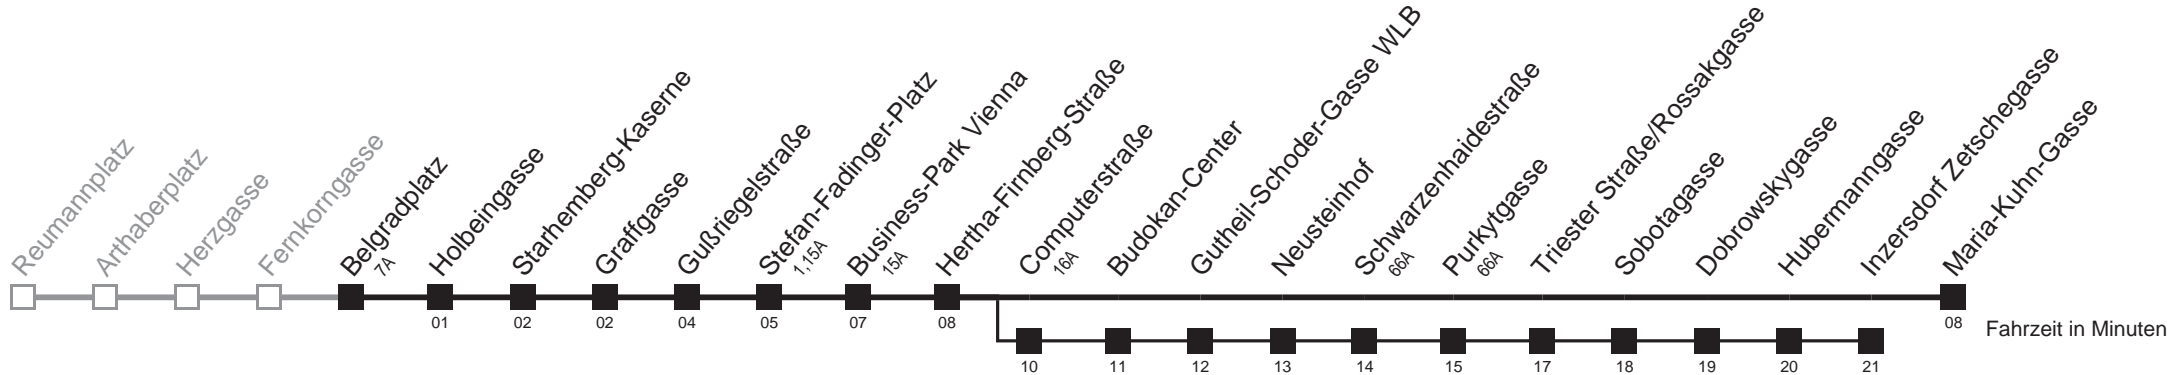 Reumannplatz
Arthaberplatz
Herzgasse
Fernkorngasse
Belgradplatz
7A
Holbeingasse
Starhemberg-Kaserne
Graffgasse
Gußriegelstraße
Stefan-Fadinger-Platz
1,15A
Business-Park Vienna
15A
Hertha-Firnberg-Straße
Computerstraße
16A
Budokan-Center
Gutheil-Schoder-Gasse WLB
Neusteinhof
Schwarzenhaidestraße
66A
Purkytgasse
66A
Triester Straße/Rossakgasse
Sobotagasse
Dobrowskygasse
Hubermanngasse
Inzersdorf Zetschegasse
Maria-Kuhn-Gasse
01 02 02 04 05 07 08 08
Fahrzeit in Minuten
10 11 12 13 14 15 17 18 19 20 21